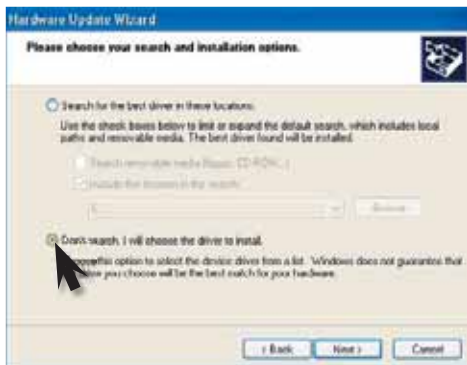 Hardware Update Wizard
Please choose your search and installation options.
Search for the best driver in these locations.
Use the check boxes below to limit or expand the default search, which includes local
paths and removable media. The best driver found will be installed.
Search removable media (floppy, CD-ROM...)
Include this location in the search:
Browse
Don't search. I will choose the driver to install.
this option to select the device driver from a list. Windows does not guarantee that
you choose will be the best match for your hardware.
< Back
Next >
Cancel